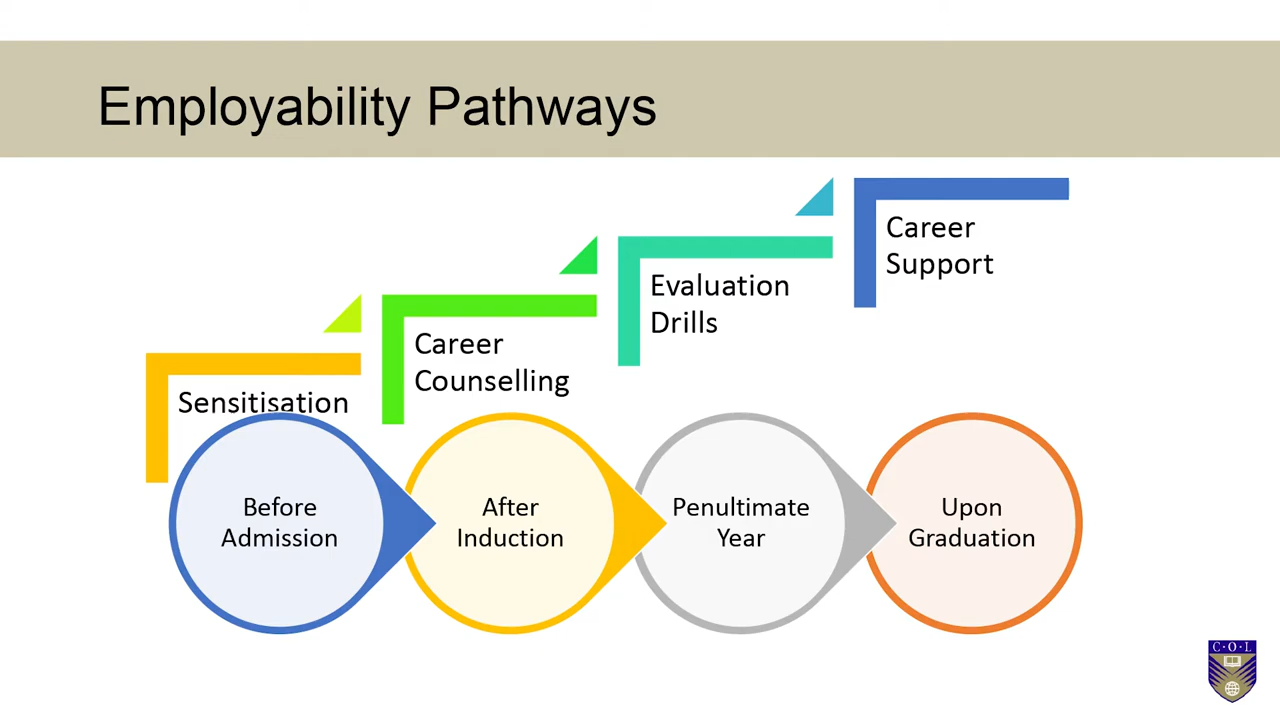 Employability Pathways
Career
Support
Evaluation
Drills
Career
Counselling
Sensitisation
Before
Admission
After
Induction
Penultimate
Year
Upon
Graduation
C·O·L